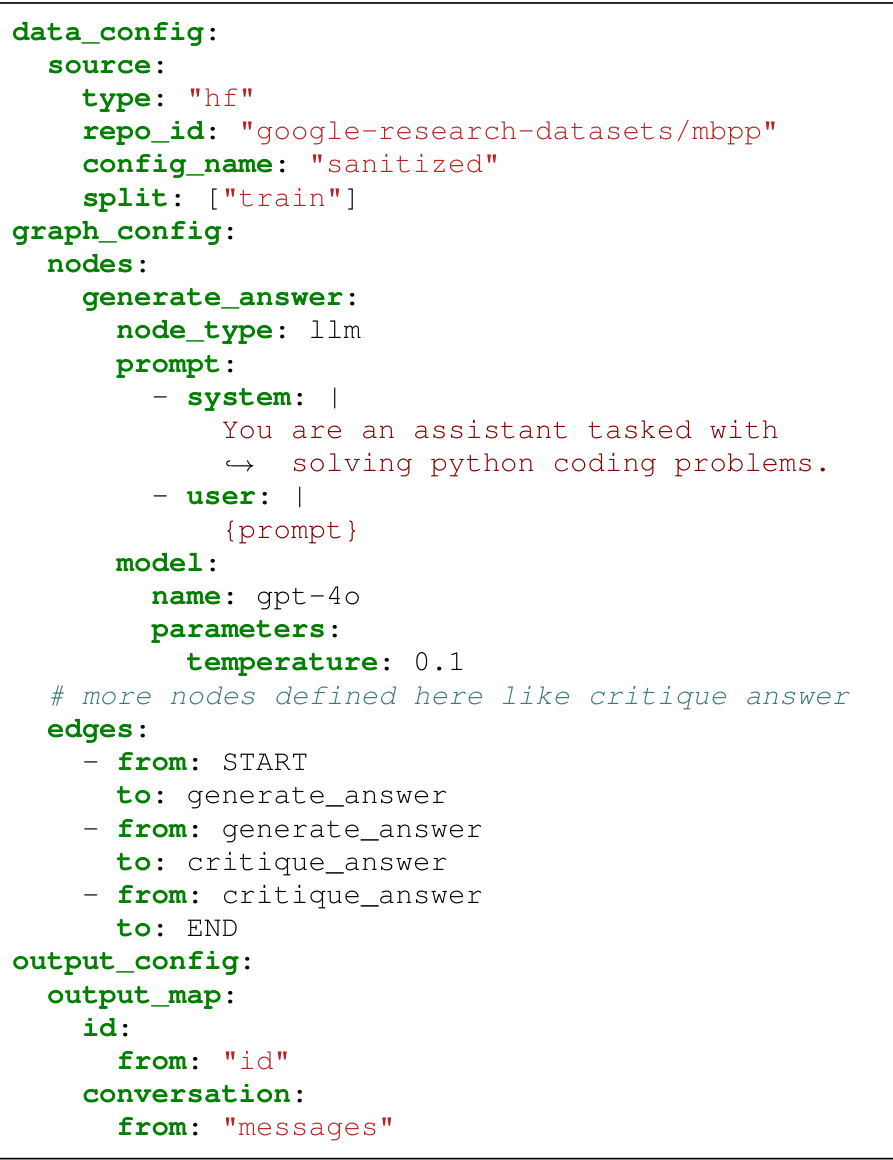 data_config:
  source:
    type: "hf"
    repo_id: "google-research-datasets/mbpp"
    config_name: "sanitized"
    split: ["train"]
graph_config:
  nodes:
    generate_answer:
      node_type: llm
      prompt:
        - system: |
            You are an assistant tasked with
            ↪  solving python coding problems.
        - user: |
            {prompt}
      model:
        name: gpt-4o
        parameters:
          temperature: 0.1
  # more nodes defined here like critique answer
  edges:
    - from: START
      to: generate_answer
    - from: generate_answer
      to: critique_answer
    - from: critique_answer
      to: END
output_config:
  output_map:
    id:
      from: "id"
    conversation:
      from: "messages"